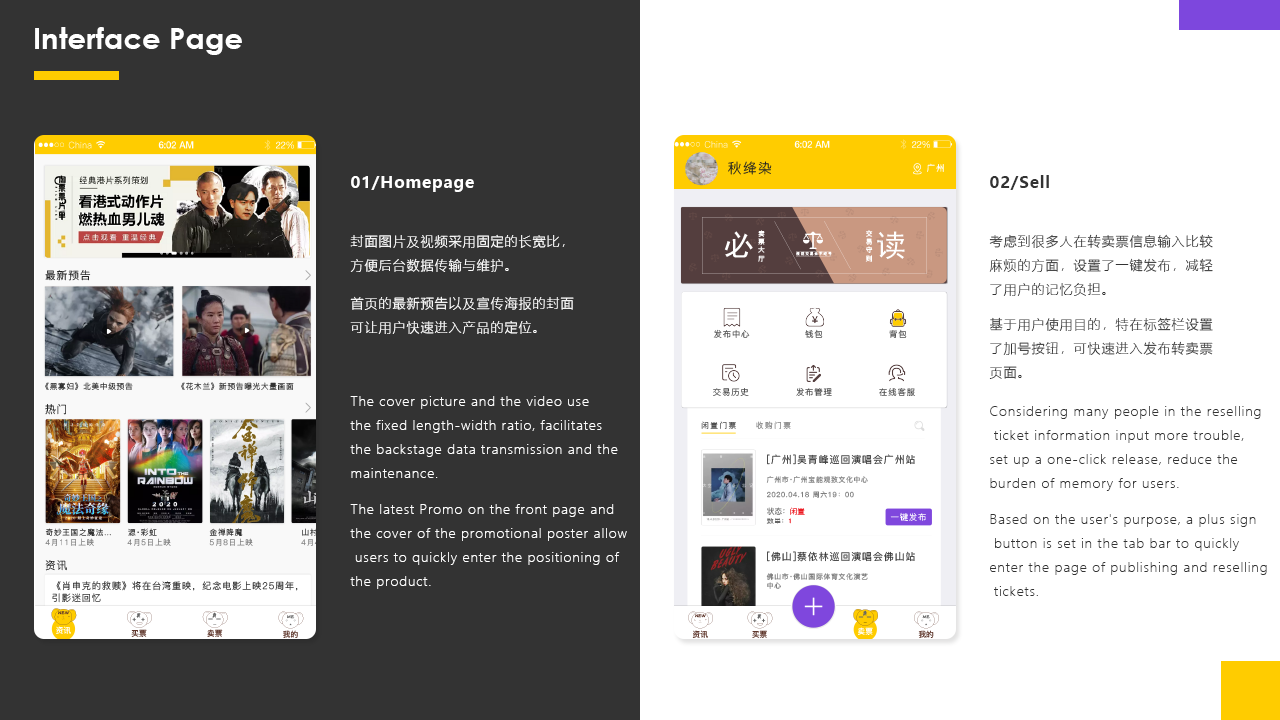 Interface Page
China
6:02 AM
22%
经典港片系列策划
看港式动作片
燃热血男儿魂
点击观看 重温经典
最新预告
《黑寡妇》北美中级预告
《花木兰》新预告曝光大量画面
热门
奇妙王国之魔法...
4月11日上映
源·彩虹
4月5日上映
金禅降魔
5月8日上映
山村
4月
资讯
《肖申克的救赎》将在台湾重映，纪念电影上映25周年，
引影迷回忆
资讯
买票
卖票
我的
01/Homepage
封面图片及视频采用固定的长宽比，
方便后台数据传输与维护。
首页的最新预告以及宣传海报的封面
可让用户快速进入产品的定位。
The cover picture and the video use
the fixed length-width ratio, facilitates
the backstage data transmission and the
maintenance.
The latest Promo on the front page and
the cover of the promotional poster allow
users to quickly enter the positioning of
the product.
China
6:02 AM
22%
秋绛染
广州
必
卖票大厅
交易守则
读
发布中心
钱包
背包
交易历史
发布管理
在线客服
闲置门票
收购门票
[广州]吴青峰巡回演唱会广州站
广州市·广州宝能观致文化中心
2020.04.18 周六19：00
状态：闲置
数量：1
一键发布
[佛山]蔡依林巡回演唱会佛山站
佛山市·佛山国际体育文化演艺
中心
资讯
买票
卖票
我的
02/Sell
考虑到很多人在转卖票信息输入比较
麻烦的方面，设置了一键发布，减轻
了用户的记忆负担。
基于用户使用目的，特在标签栏设置
了加号按钮，可快速进入发布转卖票
页面。
Considering many people in the reselling
ticket information input more trouble,
set up a one-click release, reduce the
burden of memory for users.
Based on the user's purpose, a plus sign
button is set in the tab bar to quickly
enter the page of publishing and reselling
tickets.